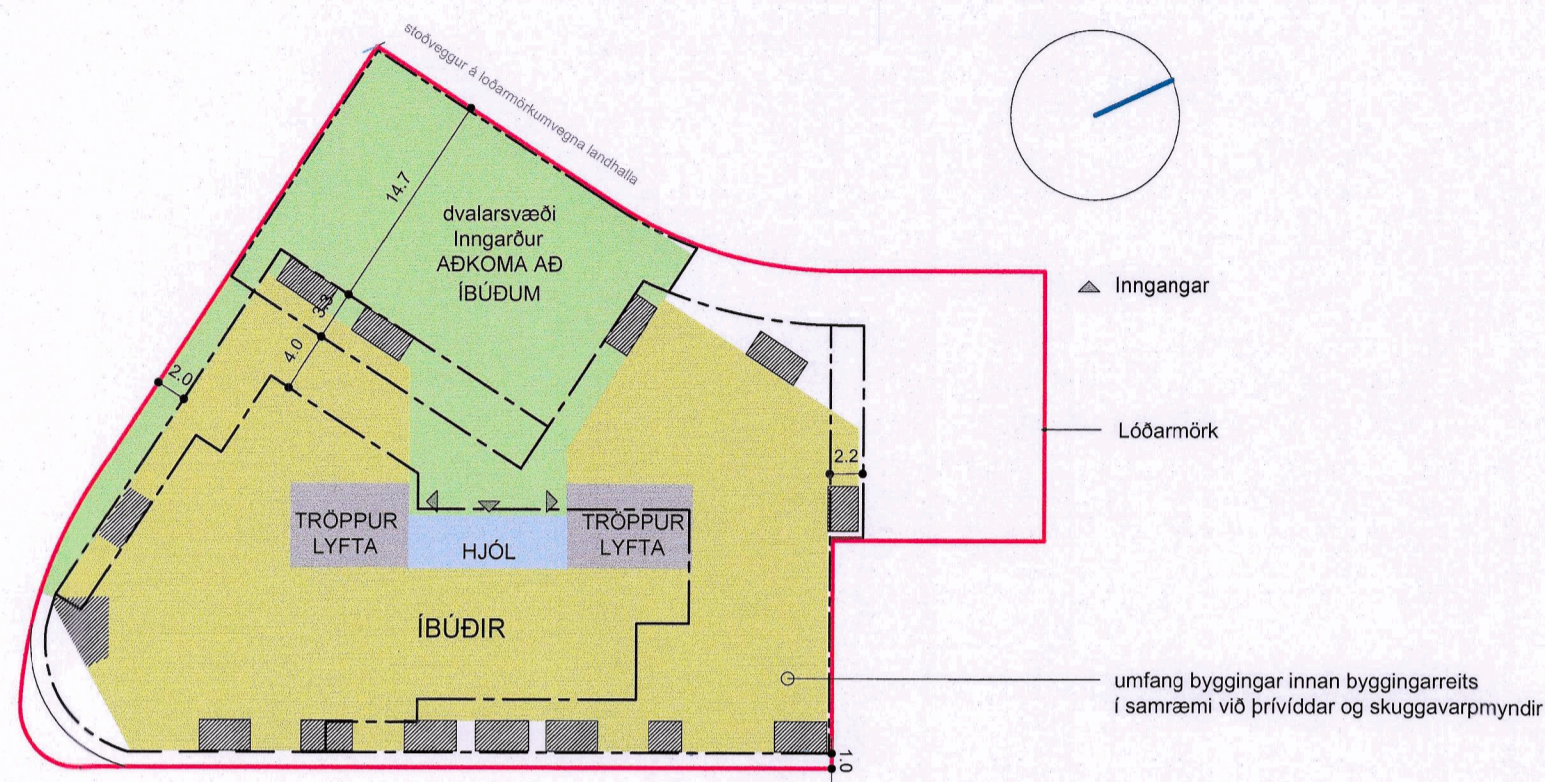 stoðveggur á loðarmörkumvegna landhalla
14.7
dvalarsvæði
Inngarður
AÐKOMA AÐ
ÍBÚÐUM
Inngangar
3.3
4.0
2.0
Lóðarmörk
2.2
TRÖPPUR
LYFTA
HJÓL
TRÖPPUR
LYFTA
ÍBÚÐIR
umfang byggingar innan byggingarreits
í samræmi við þrívíddar og skuggavarpmyndir
1.0